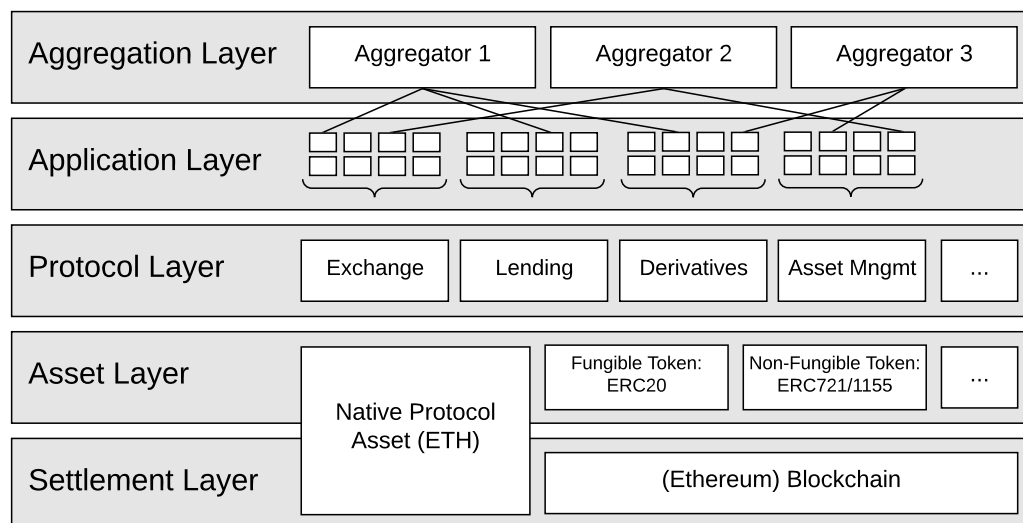 Aggregation Layer
Aggregator 1
Aggregator 2
Aggregator 3
Application Layer
Protocol Layer
Exchange
Lending
Derivatives
Asset Mngmt
...
Asset Layer
Native Protocol
Asset (ETH)
Fungible Token:
ERC20
Non-Fungible Token:
ERC721/1155
...
Settlement Layer
(Ethereum) Blockchain